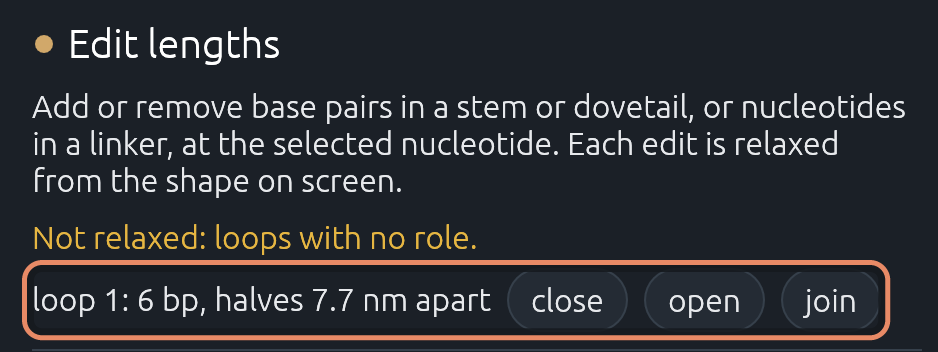 Edit lengths
Add or remove base pairs in a stem or dovetail, or nucleotides
in a linker, at the selected nucleotide. Each edit is relaxed
from the shape on screen.
Not relaxed: loops with no role.
loop 1: 6 bp, halves 7.7 nm apart close open join